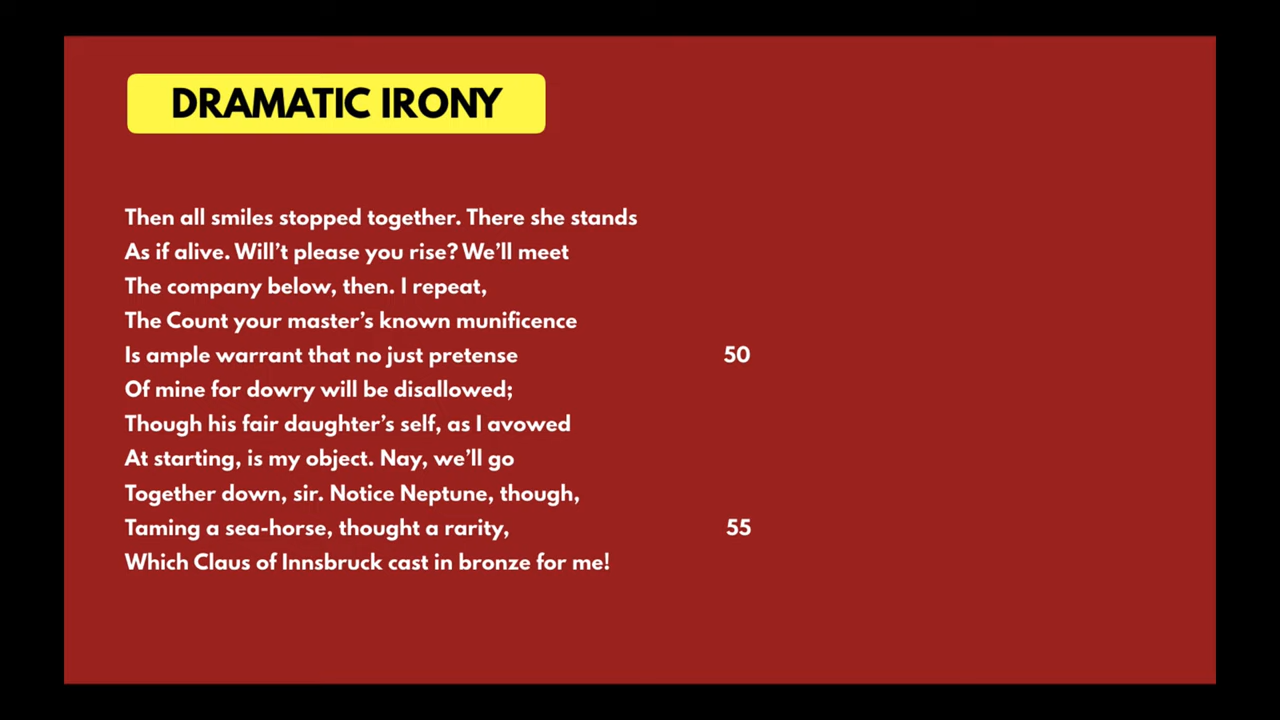 DRAMATIC IRONY
Then all smiles stopped together. There she stands
As if alive. Will’t please you rise? We’ll meet
The company below, then. I repeat,
The Count your master’s known munificence
Is ample warrant that no just pretense 50
Of mine for dowry will be disallowed;
Though his fair daughter’s self, as I avowed
At starting, is my object. Nay, we’ll go
Together down, sir. Notice Neptune, though,
Taming a sea-horse, thought a rarity, 55
Which Claus of Innsbruck cast in bronze for me!